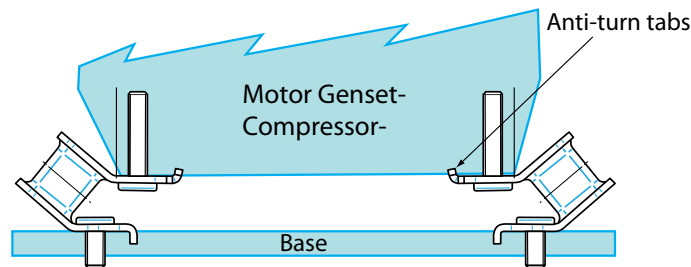 Anti-turn tabs
Motor Genset-
Compressor-
Base